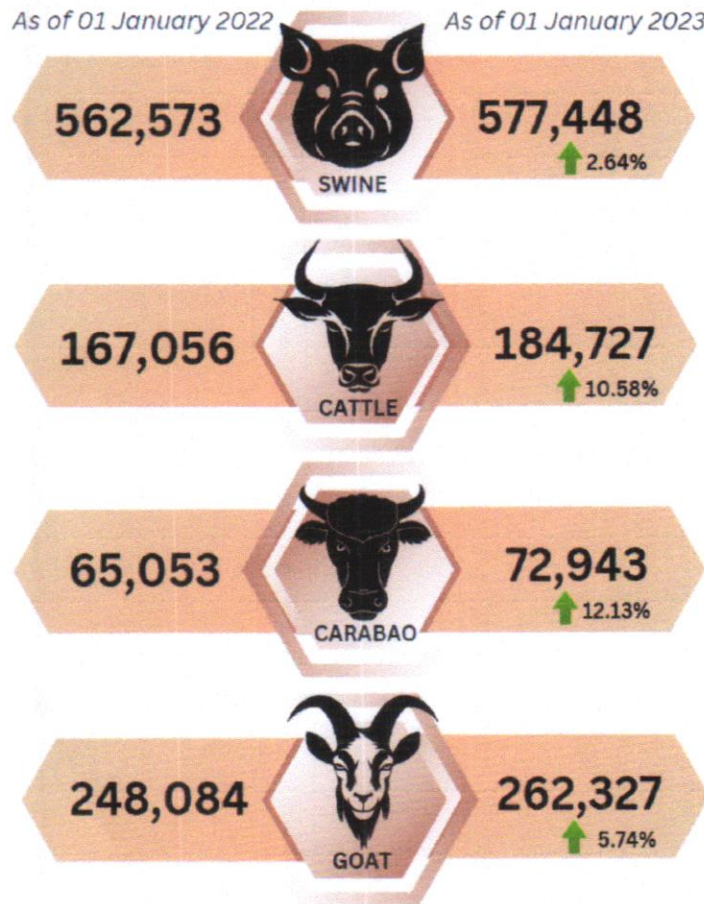 As of 01 January 2022
As of 01 January 2023
562,573
SWINE
577,448
2.64%
167,056
CATTLE
184,727
10.58%
65,053
CARABAO
72,943
12.13%
248,084
GOAT
262,327
5.74%